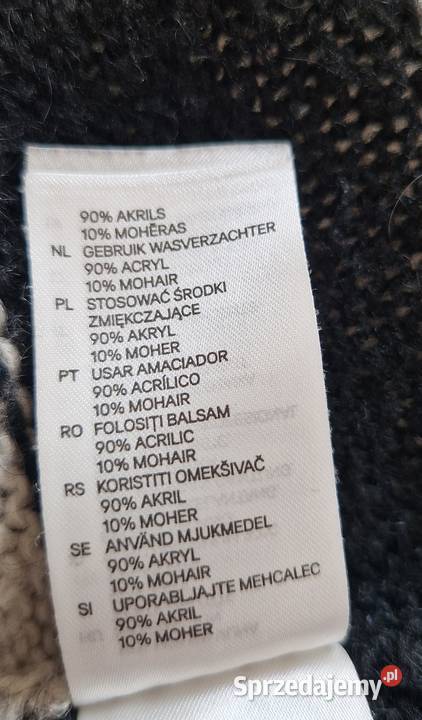 90% AKRILS
10% MOHĒRAS
NL GEBRUIK WASVERZACHTER
90% ACRYL
10% MOHAIR
PL STOSOWAĆ ŚRODKI
ZMIĘKCZAJĄCE
90% AKRYL
10% MOHER
PT USAR AMACIADOR
90% ACRÍLICO
10% MOHAIR
RO FOLOSIȚI BALSAM
90% ACRILIC
10% MOHAIR
RS KORISTITI OMEKŠIVAČ
90% AKRIL
10% MOHER
SE ANVÄND MJUKMEDEL
90% AKRYL
10% MOHAIR
SI UPORABLJAJTE MEHCALEC
90% AKRIL
10% MOHER
Sprzedajemy.pl